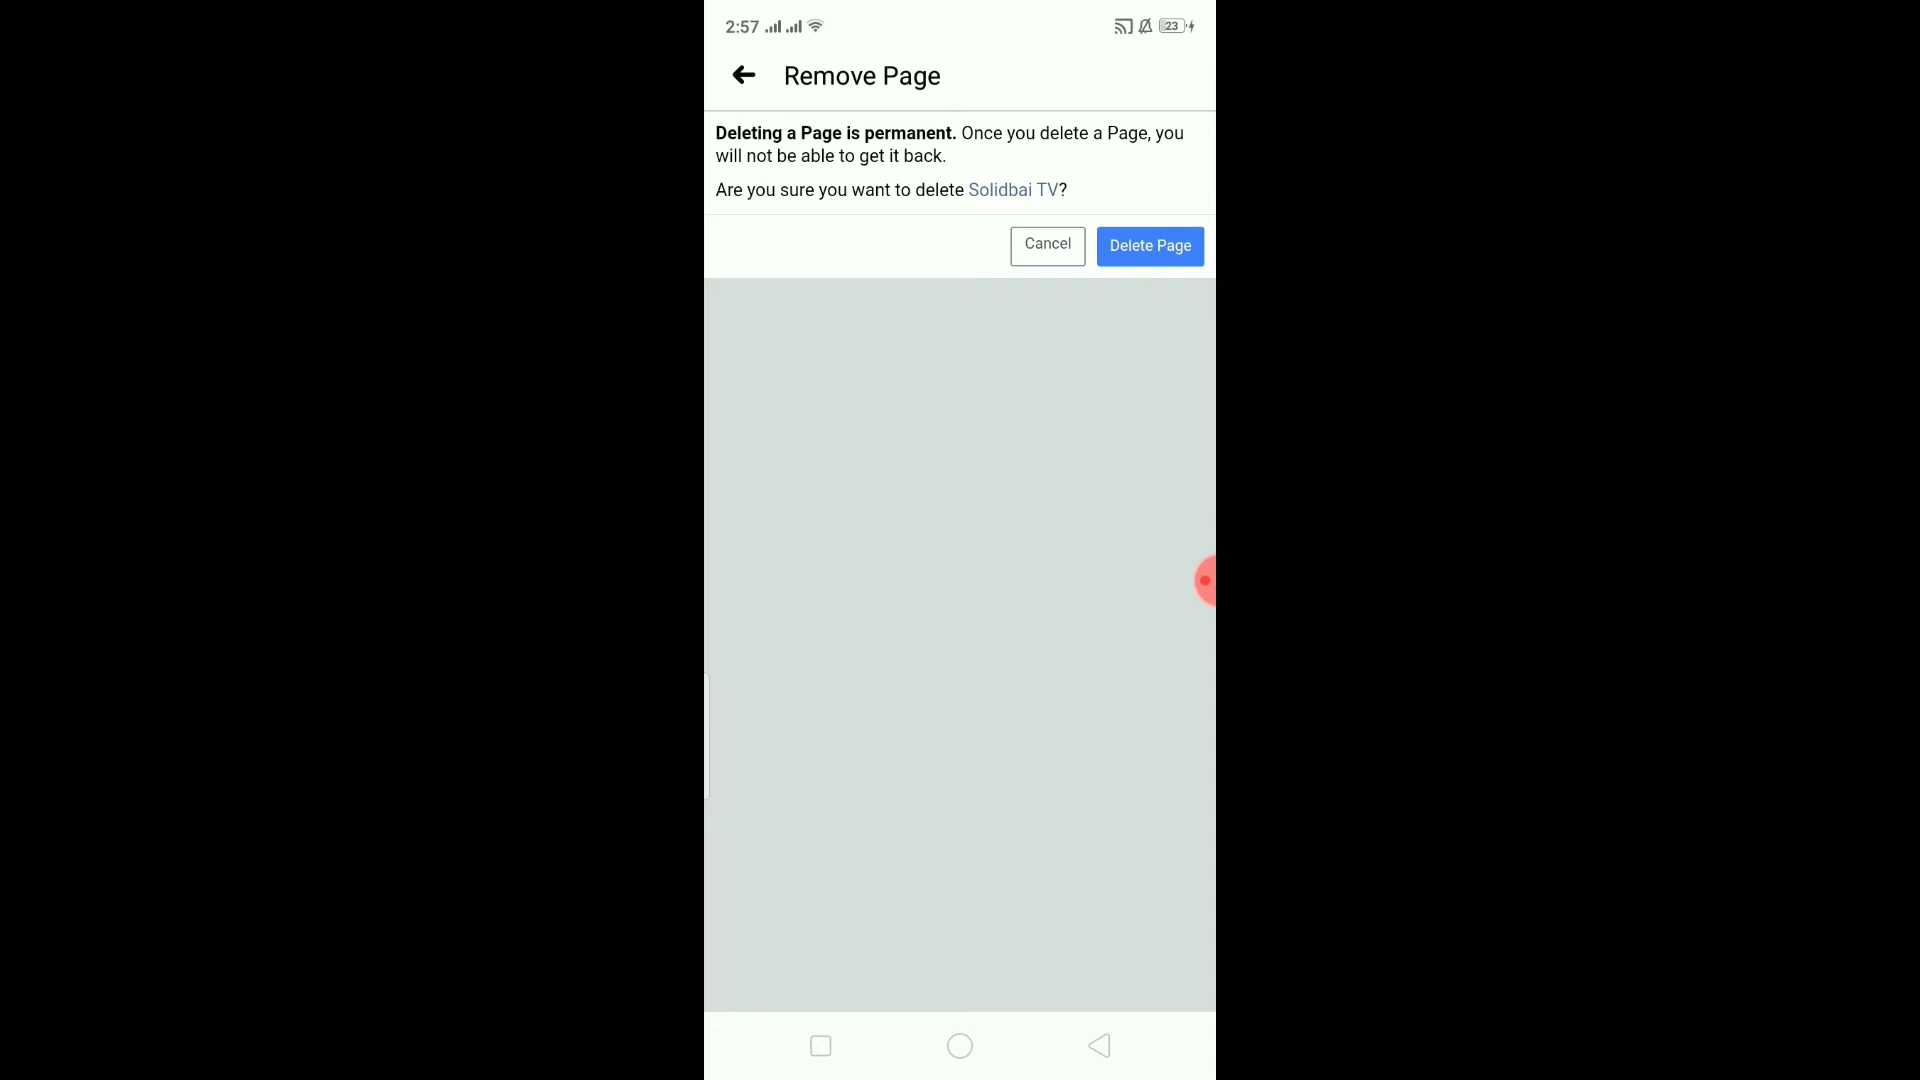 2:57
23
Remove Page
Deleting a Page is permanent. Once you delete a Page, you
will not be able to get it back.
Are you sure you want to delete Solidbai TV?
Cancel
Delete Page